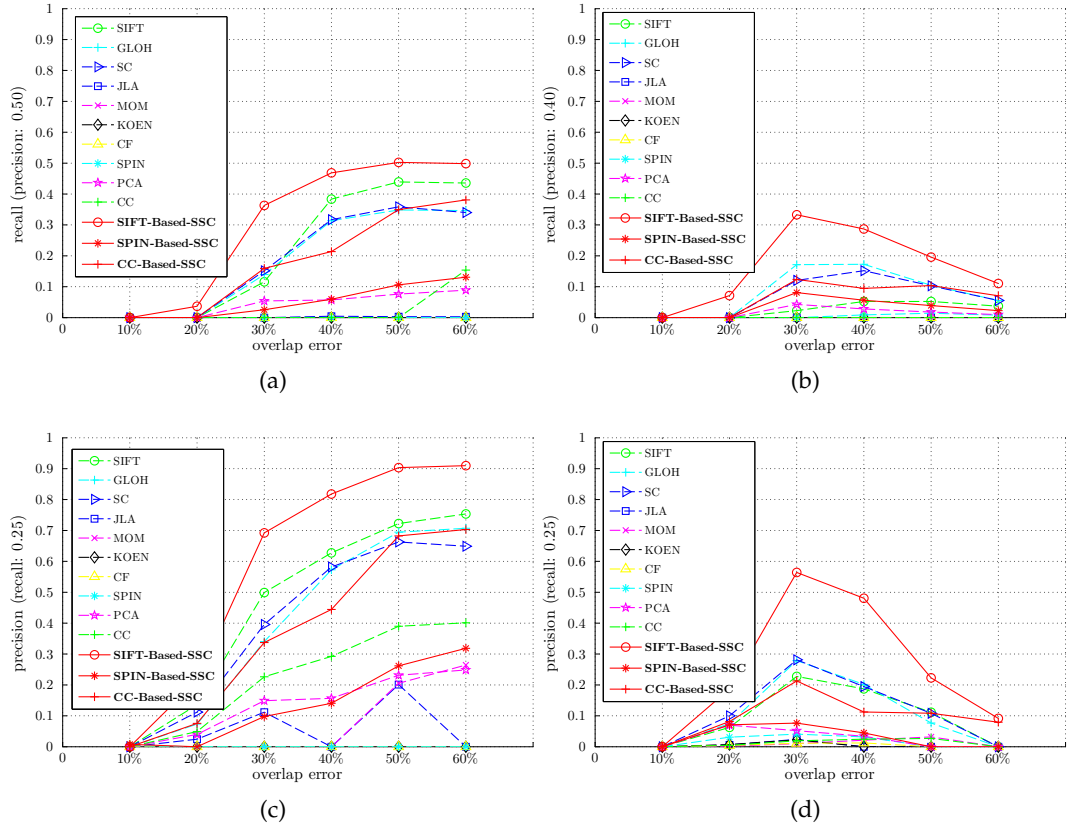 1
0.9
0.8
0.7
0.6
0.5
0.4
0.3
0.2
0.1
0
recall (precision: 0.50)
SIFT
GLOH
SC
JLA
MOM
KOEN
CF
SPIN
PCA
CC
SIFT-Based-SSC
SPIN-Based-SSC
CC-Based-SSC
0 10% 20% 30% 40% 50% 60%
overlap error
(a)
1
0.9
0.8
0.7
0.6
0.5
0.4
0.3
0.2
0.1
0
recall (precision: 0.40)
SIFT
GLOH
SC
JLA
MOM
KOEN
CF
SPIN
PCA
CC
SIFT-Based-SSC
SPIN-Based-SSC
CC-Based-SSC
0 10% 20% 30% 40% 50% 60%
overlap error
(b)
1
0.9
0.8
0.7
0.6
0.5
0.4
0.3
0.2
0.1
0
precision (recall: 0.25)
SIFT
GLOH
SC
JLA
MOM
KOEN
CF
SPIN
PCA
CC
SIFT-Based-SSC
SPIN-Based-SSC
CC-Based-SSC
0 10% 20% 30% 40% 50% 60%
overlap error
(c)
1
0.9
0.8
0.7
0.6
0.5
0.4
0.3
0.2
0.1
0
precision (recall: 0.25)
SIFT
GLOH
SC
JLA
MOM
KOEN
CF
SPIN
PCA
CC
SIFT-Based-SSC
SPIN-Based-SSC
CC-Based-SSC
0 10% 20% 30% 40% 50% 60%
overlap error
(d)